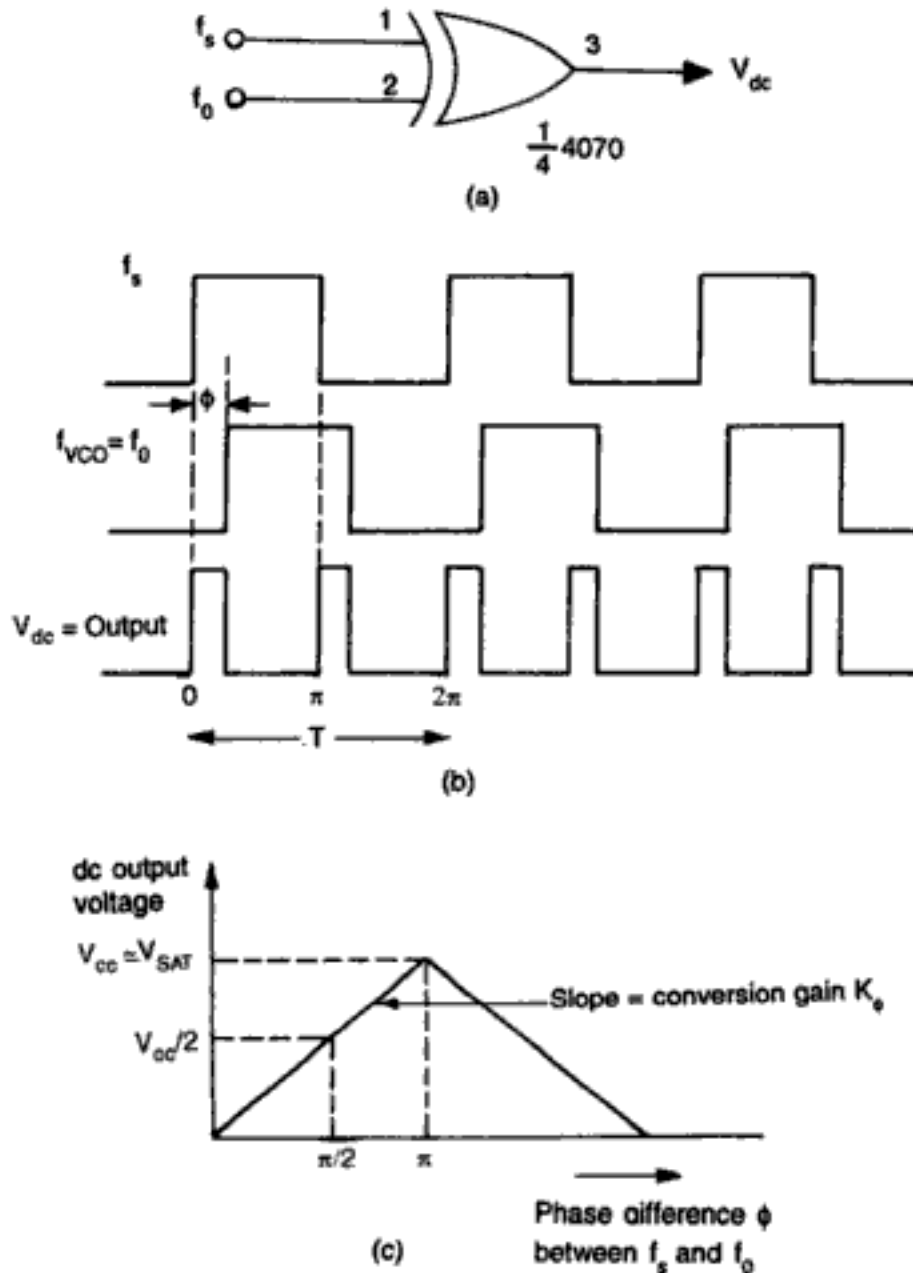 f_s 1
3
V_dc
f_0 2
1/4 4070
(a)
f_s
ϕ
f_VCO = f_0
V_dc = Output
0 π 2π
T
(b)
dc output
voltage
V_cc ≃ V_SAT
Slope = conversion gain K_ϕ
V_cc/2
π/2 π
Phase difference ϕ
between f_s and f_0
(c)